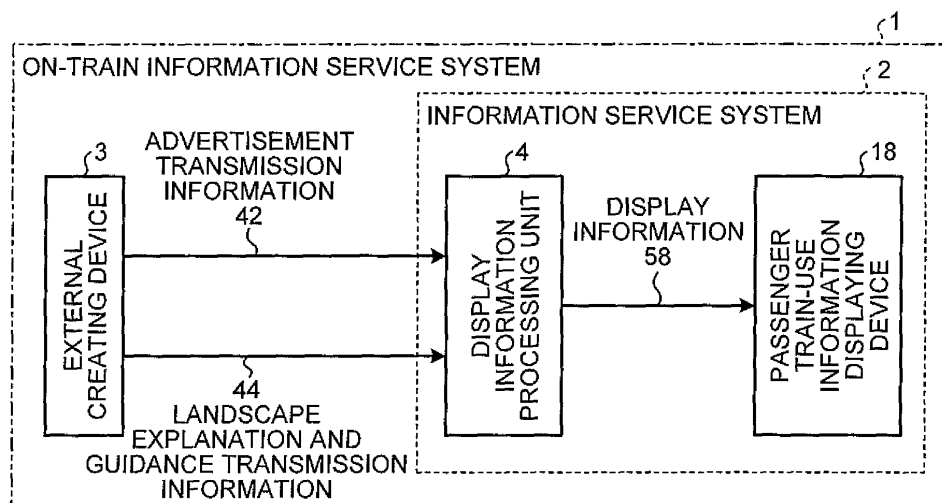 1
ON-TRAIN INFORMATION SERVICE SYSTEM
2
INFORMATION SERVICE SYSTEM
3
EXTERNAL
CREATING DEVICE
ADVERTISEMENT
TRANSMISSION
INFORMATION
42
44
LANDSCAPE
EXPLANATION AND
GUIDANCE TRANSMISSION
INFORMATION
4
DISPLAY
INFORMATION
PROCESSING UNIT
DISPLAY
INFORMATION
58
18
PASSENGER
TRAIN-USE
INFORMATION
DISPLAYING
DEVICE